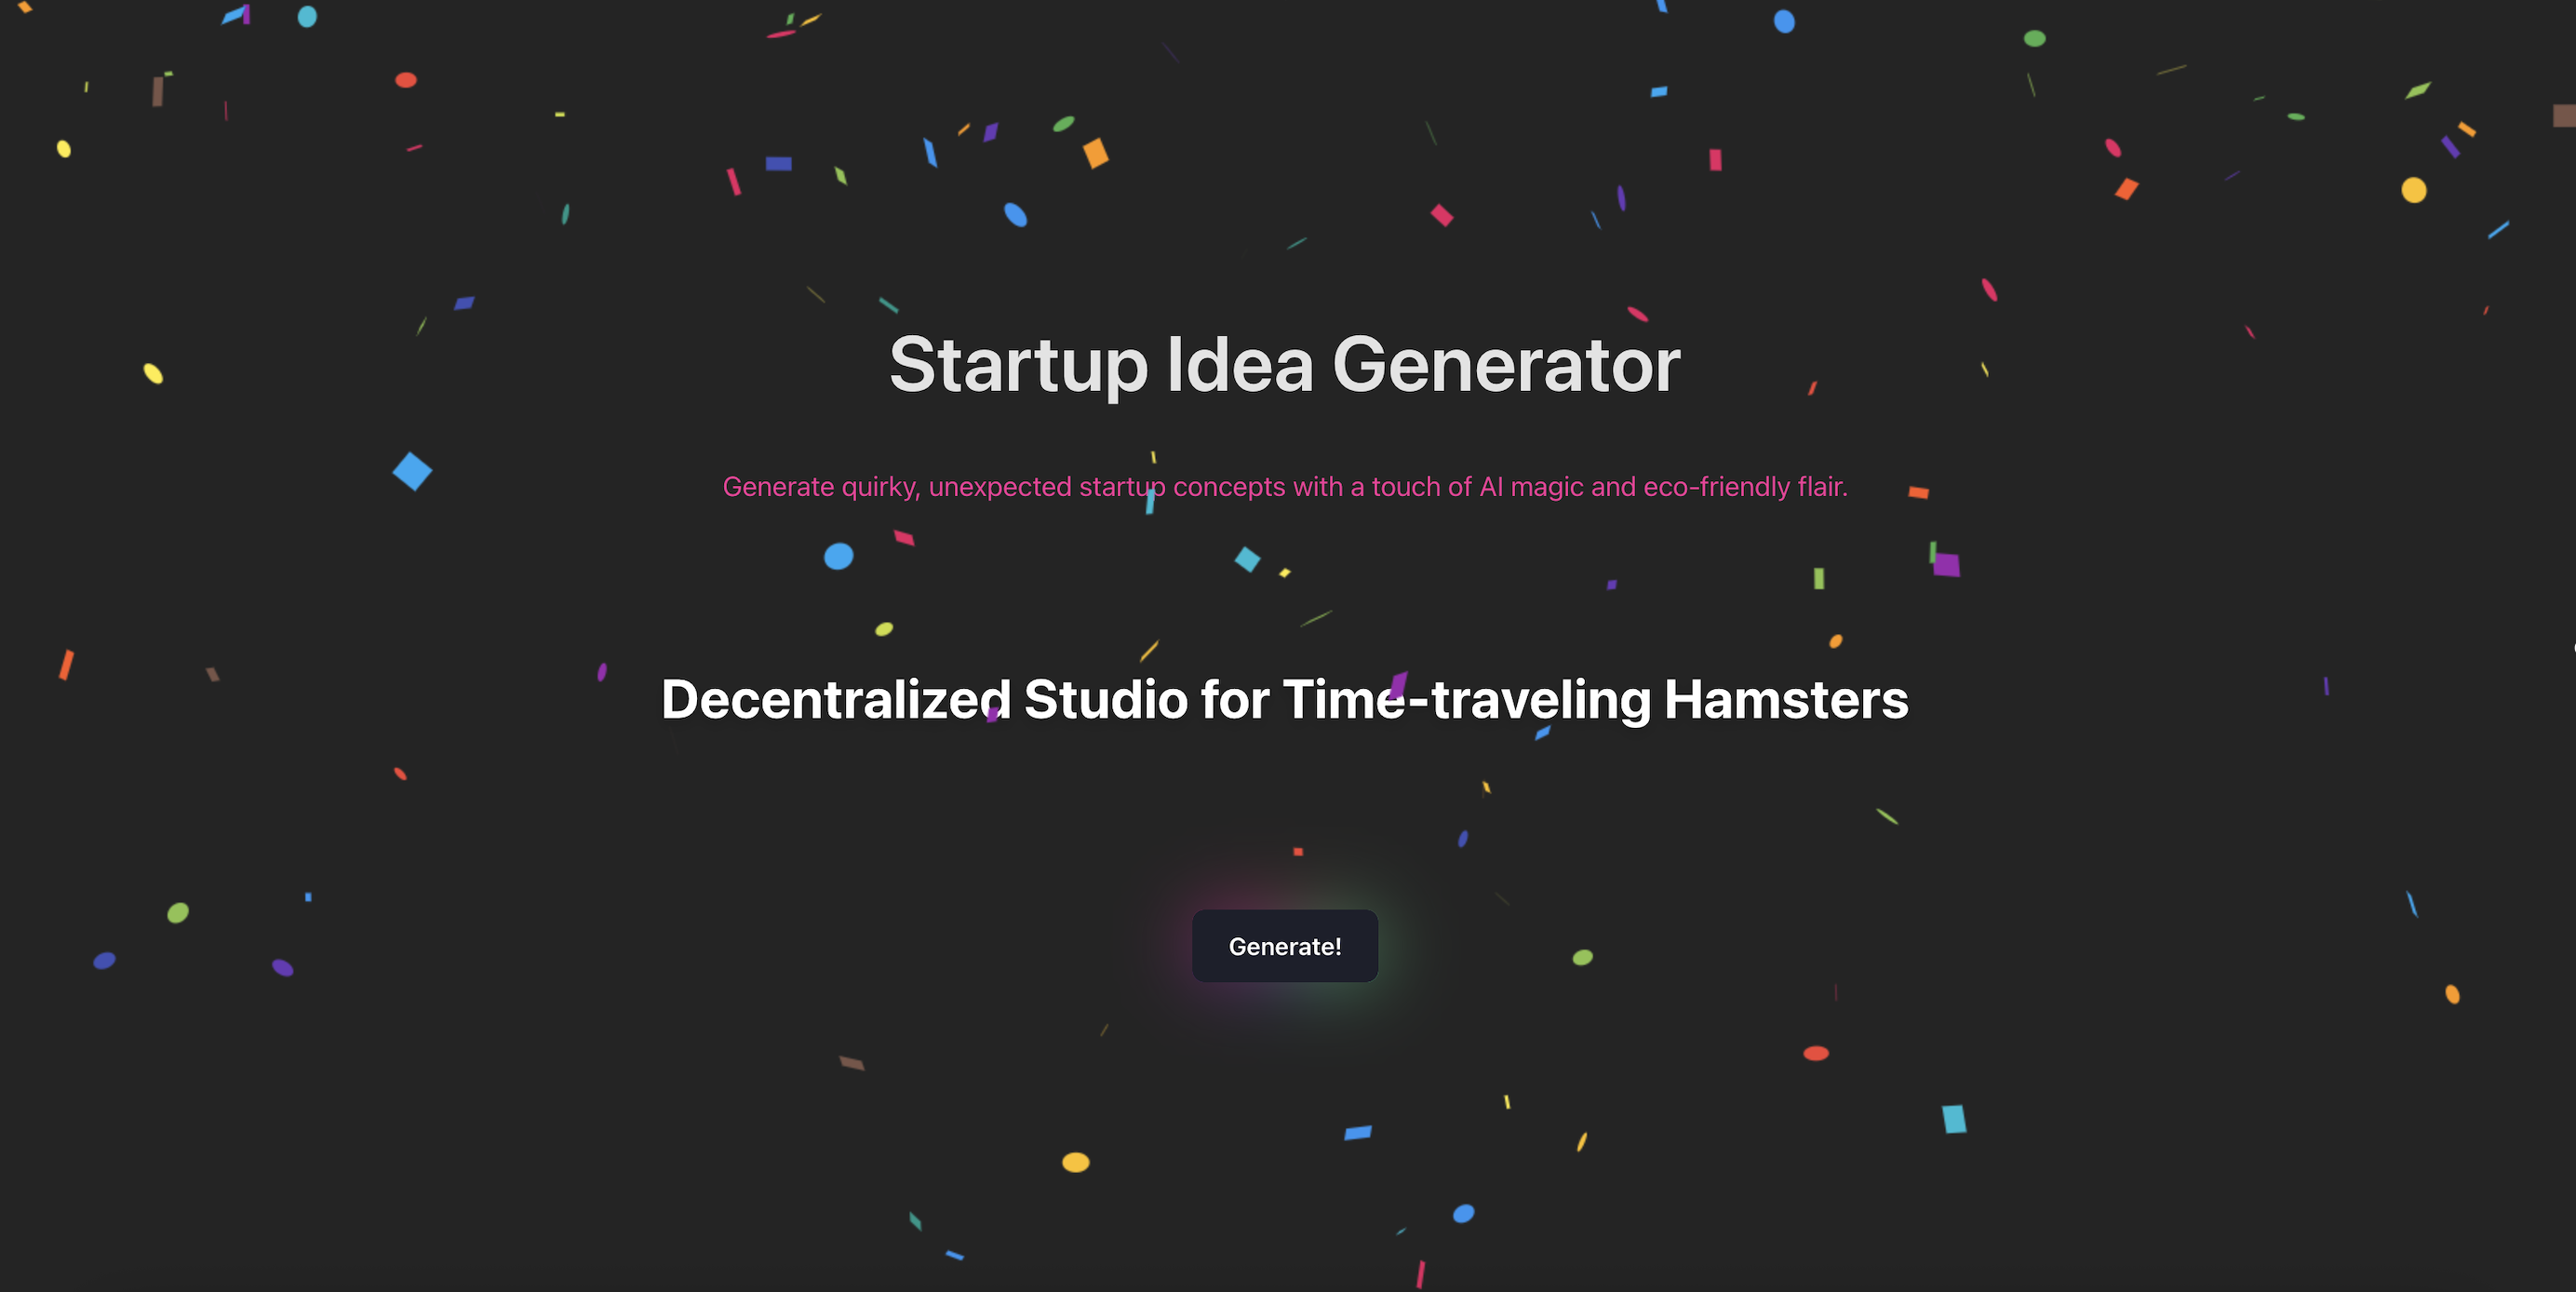 Startup Idea Generator
Generate quirky, unexpected startup concepts with a touch of AI magic and eco-friendly flair.
Decentralized Studio for Time-traveling Hamsters
Generate!